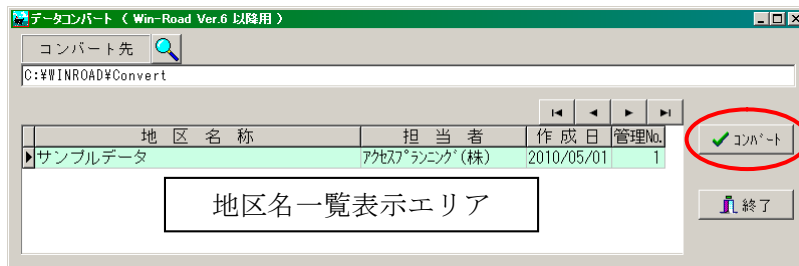 データコンバート ( Win-Road Ver.6 以降用 )
コンバート先
C:¥WINROAD¥Convert
地 区 名 称 担 当 者 作 成 日 管理No.
サンプルデータ アクセスプランニング(株) 2010/05/01 1
コンバート
地区名一覧表示エリア
終了